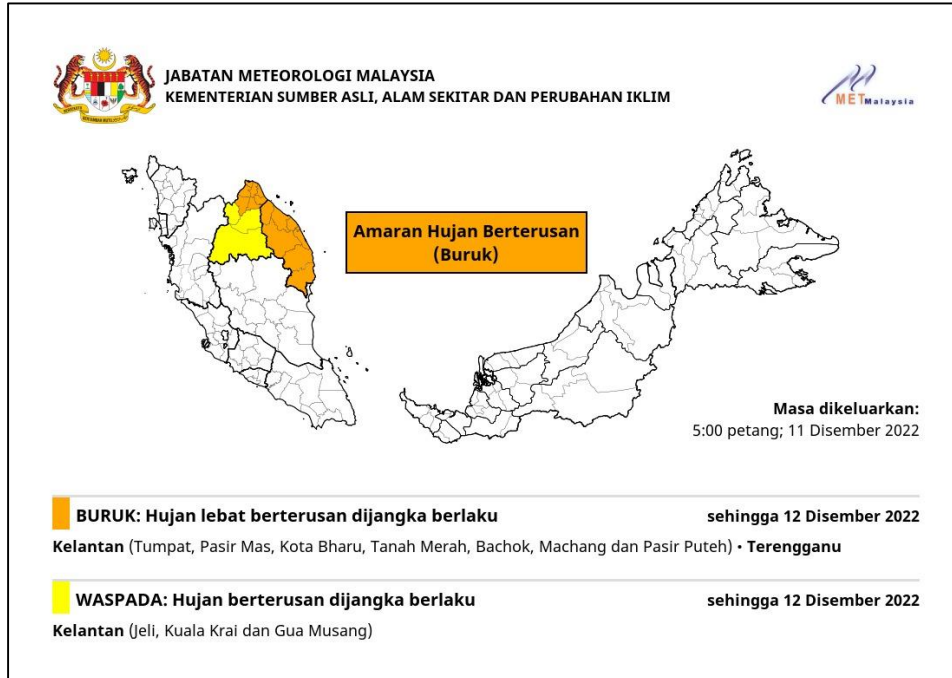 JABATAN METEOROLOGI MALAYSIA
KEMENTERIAN SUMBER ASLI, ALAM SEKITAR DAN PERUBAHAN IKLIM
METMalaysia
Amaran Hujan Berterusan
(Buruk)
Masa dikeluarkan:
5:00 petang; 11 Disember 2022
BURUK: Hujan lebat berterusan dijangka berlaku sehingga 12 Disember 2022
Kelantan (Tumpat, Pasir Mas, Kota Bharu, Tanah Merah, Bachok, Machang dan Pasir Puteh) • Terengganu
WASPADA: Hujan berterusan dijangka berlaku sehingga 12 Disember 2022
Kelantan (Jeli, Kuala Krai dan Gua Musang)